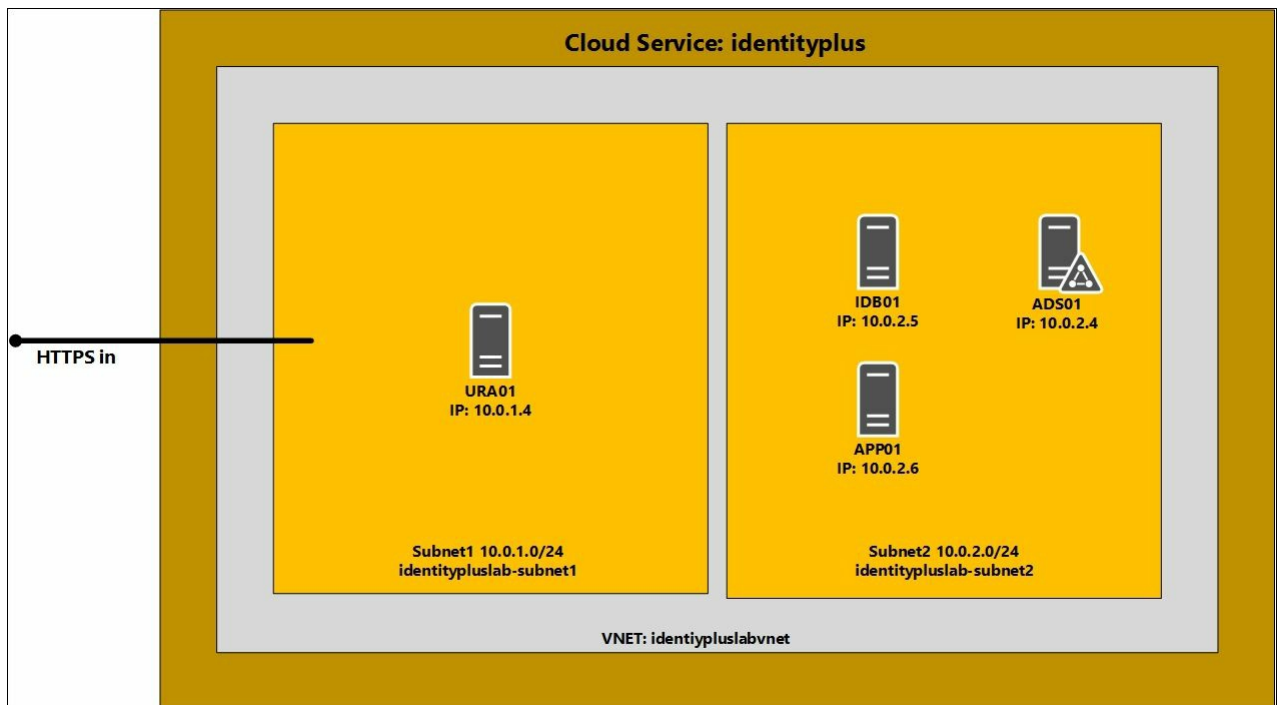 Cloud Service: identityplus
HTTPS in
URA01
IP: 10.0.1.4
Subnet1 10.0.1.0/24
identitypluslab-subnet1
IDB01
IP: 10.0.2.5
ADS01
IP: 10.0.2.4
APP01
IP: 10.0.2.6
Subnet2 10.0.2.0/24
identitypluslab-subnet2
VNET: identiypluslabvnet